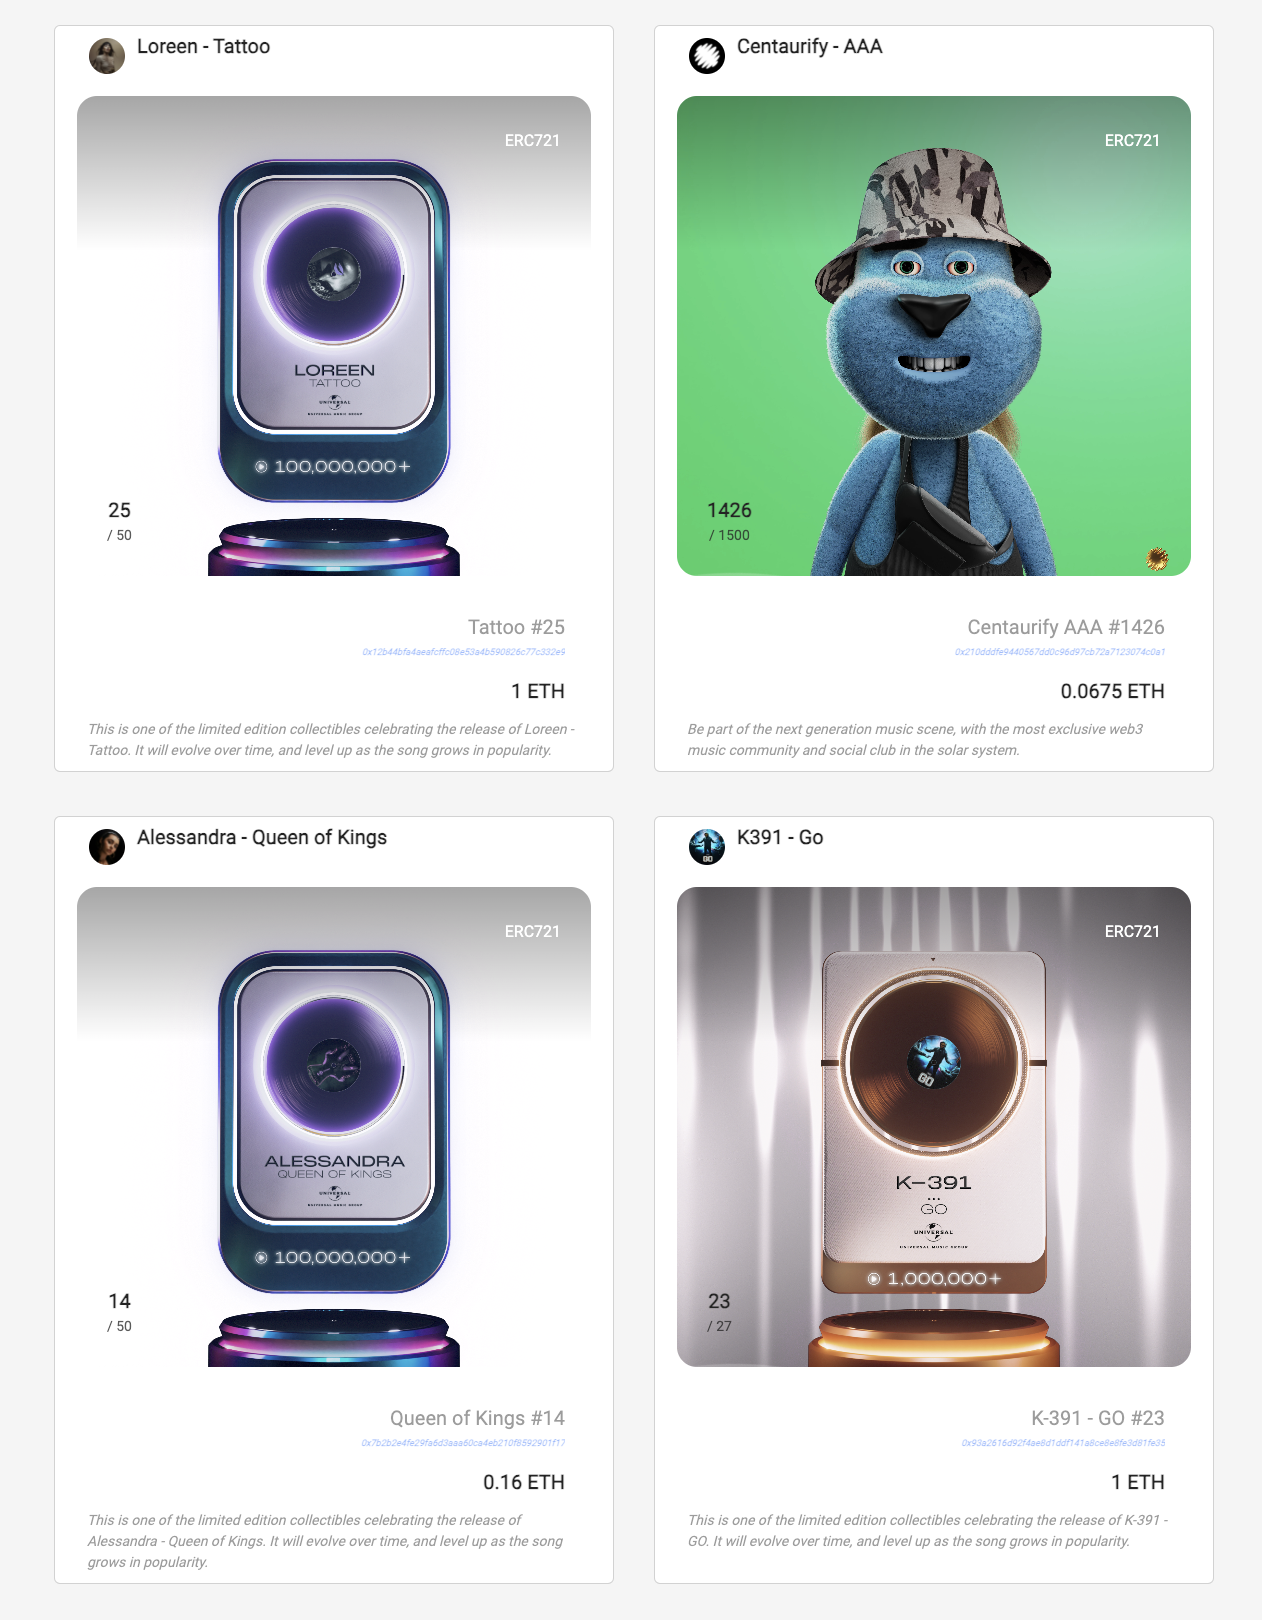 Loreen - Tattoo
ERC721
LOREEN
TATTOO
UNIVERSAL
UNIVERSAL MUSIC GROUP
100,000,000+
25
/ 50
Tattoo #25
0x12b44bfa4aeafcffc08e53a4b590826c77c332e9
1 ETH
This is one of the limited edition collectibles celebrating the release of Loreen -
Tattoo. It will evolve over time, and level up as the song grows in popularity.
Centaurify - AAA
ERC721
1426
/ 1500
Centaurify AAA #1426
0x210dddfe9440567dd0c96d97cb72a7123074c0a1
0.0675 ETH
Be part of the next generation music scene, with the most exclusive web3
music community and social club in the solar system.
Alessandra - Queen of Kings
ERC721
ALESSANDRA
QUEEN OF KINGS
UNIVERSAL
UNIVERSAL MUSIC GROUP
100,000,000+
14
/ 50
Queen of Kings #14
0x7b2b2e4fe29fa6d3aaa60ca4eb210f8592901f17
0.16 ETH
This is one of the limited edition collectibles celebrating the release of
Alessandra - Queen of Kings. It will evolve over time, and level up as the song
grows in popularity.
K391 - Go
ERC721
GO
K-391
GO
UNIVERSAL
UNIVERSAL MUSIC GROUP
1,000,000+
23
/ 27
K-391 - GO #23
0x93a2616d92f4ae8d1ddf141a8ce8e8fe3d81fe35
1 ETH
This is one of the limited edition collectibles celebrating the release of K-391 -
GO. It will evolve over time, and level up as the song grows in popularity.